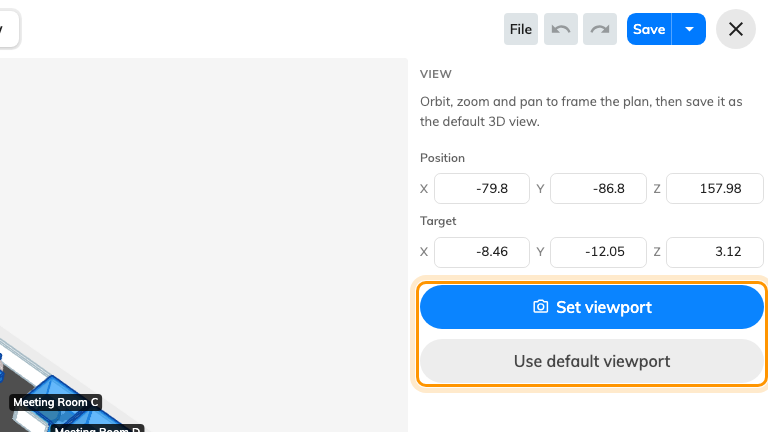 File
Save
VIEW
Orbit, zoom and pan to frame the plan, then save it as
the default 3D view.
Position
X -79.8 Y -86.8 Z 157.98
Target
X -8.46 Y -12.05 Z 3.12
Set viewport
Use default viewport
Meeting Room C
Meeting Room D